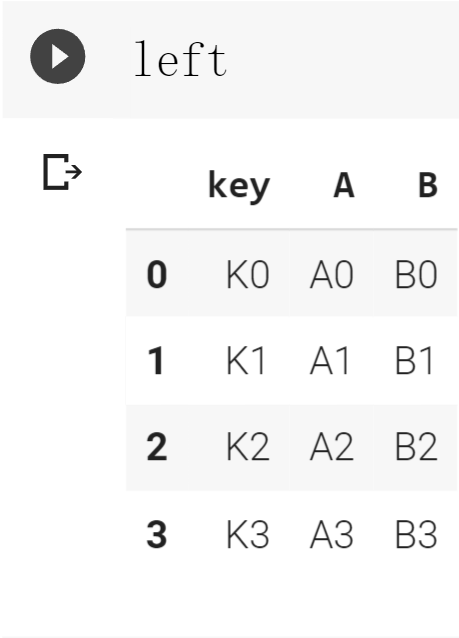 left
key A B
0 K0 A0 B0
1 K1 A1 B1
2 K2 A2 B2
3 K3 A3 B3